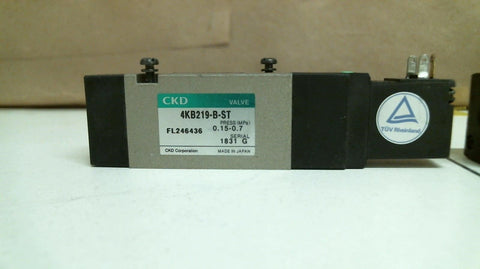 CKD VALVE
4KB219-B-ST
PRESS(MPa)
FL246436 0.15-0.7
SERIAL
1831 G
CKD Corporation MADE IN JAPAN
TÜV Rheinland